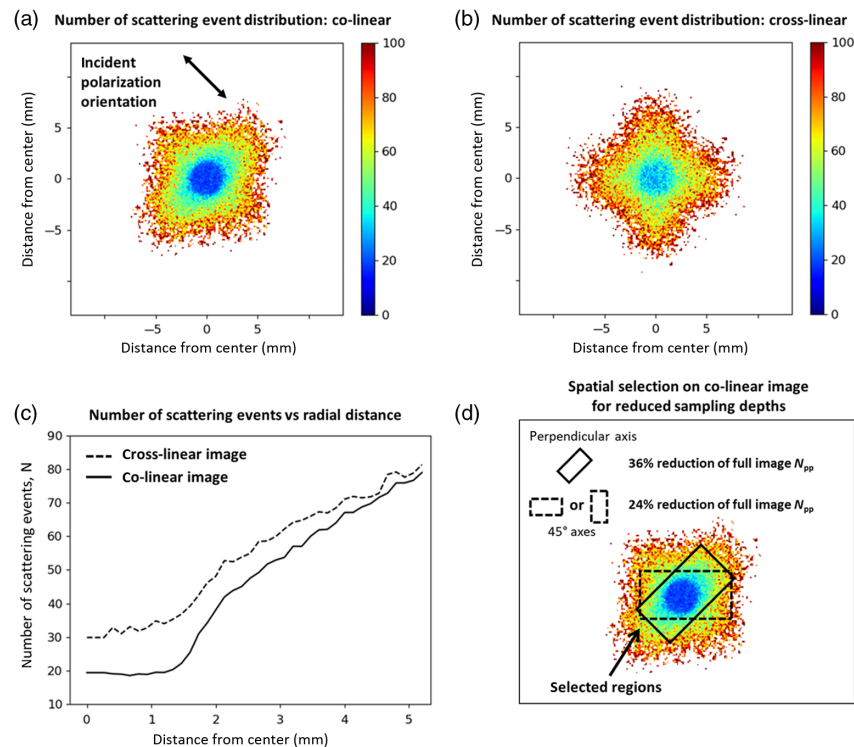 (a) Number of scattering event distribution: co-linear
Incident
polarization
orientation
Distance from center (mm)
5
0
−5
−5 0 5
Distance from center (mm)
100
80
60
40
20
0
(b) Number of scattering event distribution: cross-linear
Distance from center (mm)
5
0
−5
−5 0 5
Distance from center (mm)
100
80
60
40
20
0
(c) Number of scattering events vs radial distance
Cross-linear image
Co-linear image
Number of scattering events, N
90
80
70
60
50
40
30
20
10
0 1 2 3 4 5
Distance from center (mm)
(d) Spatial selection on co-linear image
for reduced sampling depths
Perpendicular axis
36% reduction of full image Npp
or 24% reduction of full image Npp
45° axes
Selected regions